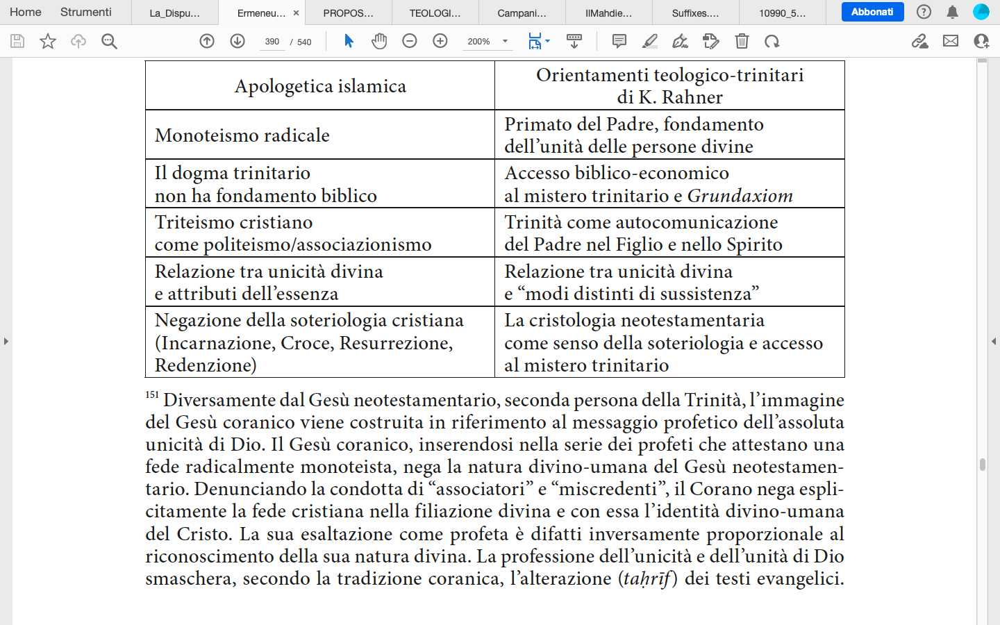 Home Strumenti La_Dispu... Ermeneu... × PROPOS... TEOLOGI... Campani... IlMahdie... Suffixes.... 10990_5... Abbonati
390 / 540 200%
Apologetica islamica
Orientamenti teologico-trinitari
di K. Rahner
Monoteismo radicale
Primato del Padre, fondamento
dell’unità delle persone divine
Il dogma trinitario
non ha fondamento biblico
Accesso biblico-economico
al mistero trinitario e Grundaxiom
Triteismo cristiano
come politeismo/associazionismo
Trinità come autocomunicazione
del Padre nel Figlio e nello Spirito
Relazione tra unicità divina
e attributi dell’essenza
Relazione tra unicità divina
e “modi distinti di sussistenza”
Negazione della soteriologia cristiana
(Incarnazione, Croce, Resurrezione,
Redenzione)
La cristologia neotestamentaria
come senso della soteriologia e accesso
al mistero trinitario
151 Diversamente dal Gesù neotestamentario, seconda persona della Trinità, l’immagine
del Gesù coranico viene costruita in riferimento al messaggio profetico dell’assoluta
unicità di Dio. Il Gesù coranico, inserendosi nella serie dei profeti che attestano una
fede radicalmente monoteista, nega la natura divino-umana del Gesù neotestamen-
tario. Denunciando la condotta di “associatori” e “miscredenti”, il Corano nega espli-
citamente la fede cristiana nella filiazione divina e con essa l’identità divino-umana
del Cristo. La sua esaltazione come profeta è difatti inversamente proporzionale al
riconoscimento della sua natura divina. La professione dell’unicità e dell’unità di Dio
smaschera, secondo la tradizione coranica, l’alterazione (taḥrīf) dei testi evangelici.